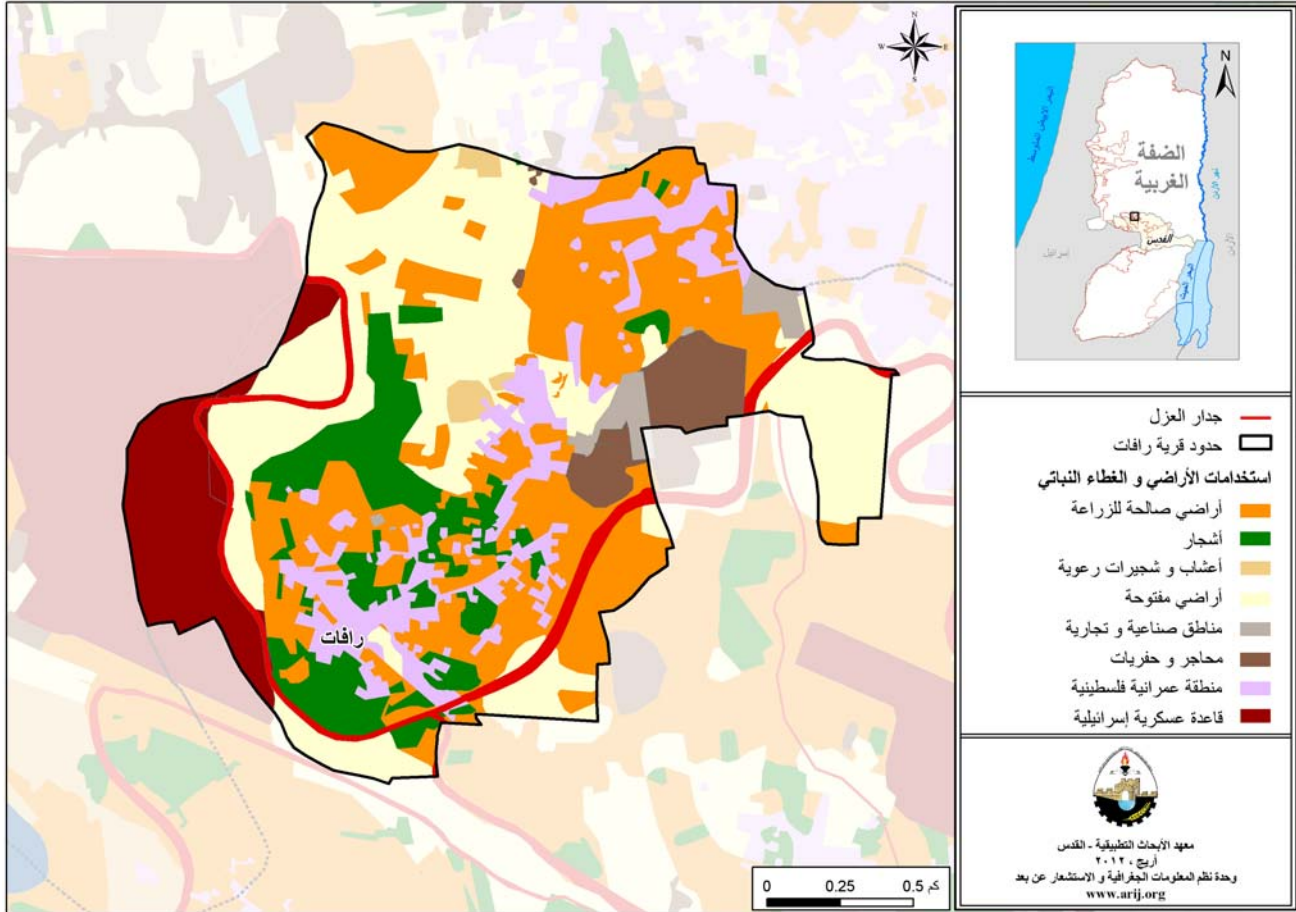 N
W
E
S
رافات
0 0.25 0.5 كم
N
البحر الأبيض المتوسط
الضفة
الغربية
نهر الأردن
القدس
إسرائيل
البحر الميت
الأردن
جدار العزل
حدود قرية رافات
استخدامات الأراضي و الغطاء النباتي
أراضي صالحة للزراعة
أشجار
أعشاب و شجيرات رعوية
أراضي مفتوحة
مناطق صناعية و تجارية
محاجر و حفريات
منطقة عمرانية فلسطينية
قاعدة عسكرية إسرائيلية
معهد الأبحاث التطبيقية - القدس
أريج ، ٢٠١٢
وحدة نظم المعلومات الجغرافية و الاستشعار عن بعد
www.arij.org